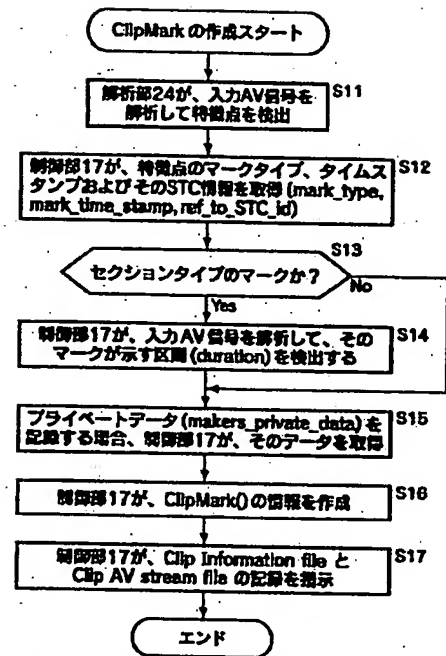 ClipMark の作成スタート
S11
解析部24が、入力AV信号を
解析して特徴点を検出
S12
制御部17が、特徴点のマークタイプ、タイムス
タンプおよびそのSTC情報を取得(mark_type,
mark_time_stamp, ref_to_STC_id)
S13
セクションタイプのマークか？
No
Yes
S14
制御部17が、入力AV信号を解析して、その
マークが示す区間(duration)を検出する
S15
プライベートデータ(makers_private_data)を
記録する場合、制御部17が、そのデータを取得
S16
制御部17が、ClipMark()の情報を作成
S17
制御部17が、Clip Information file と
Clip AV stream file の記録を指示
エンド